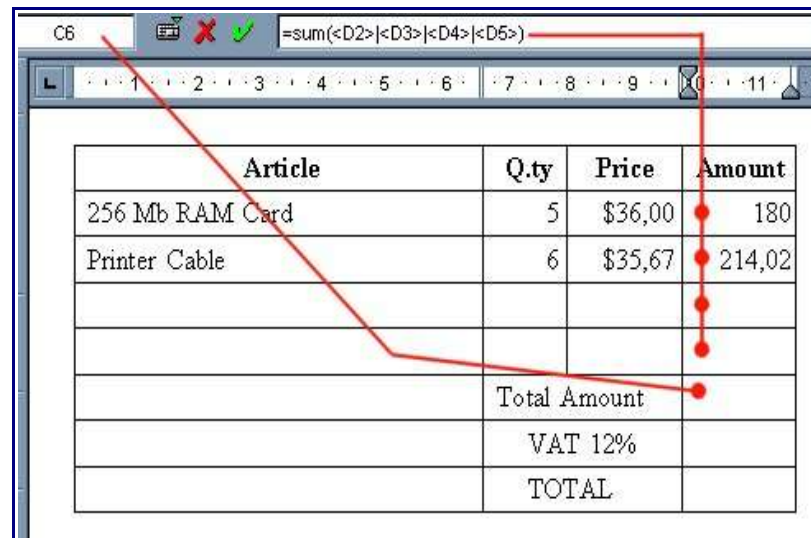 C6 =sum(<D2>|<D3>|<D4>|<D5>)
1 2 3 4 5 6 7 8 9 10 11
Article Q.ty Price Amount
256 Mb RAM Card 5 $36,00 180
Printer Cable 6 $35,67 214,02
Total Amount
VAT 12%
TOTAL